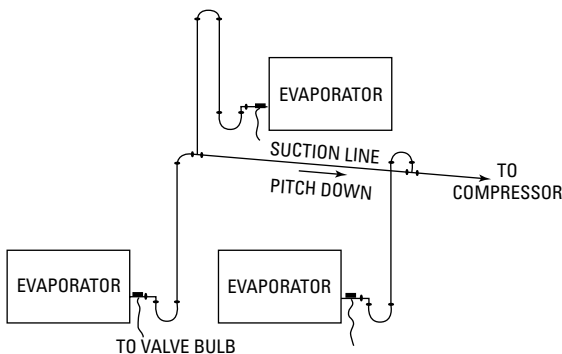 EVAPORATOR
SUCTION LINE
PITCH DOWN
TO
COMPRESSOR
EVAPORATOR
EVAPORATOR
TO VALVE BULB